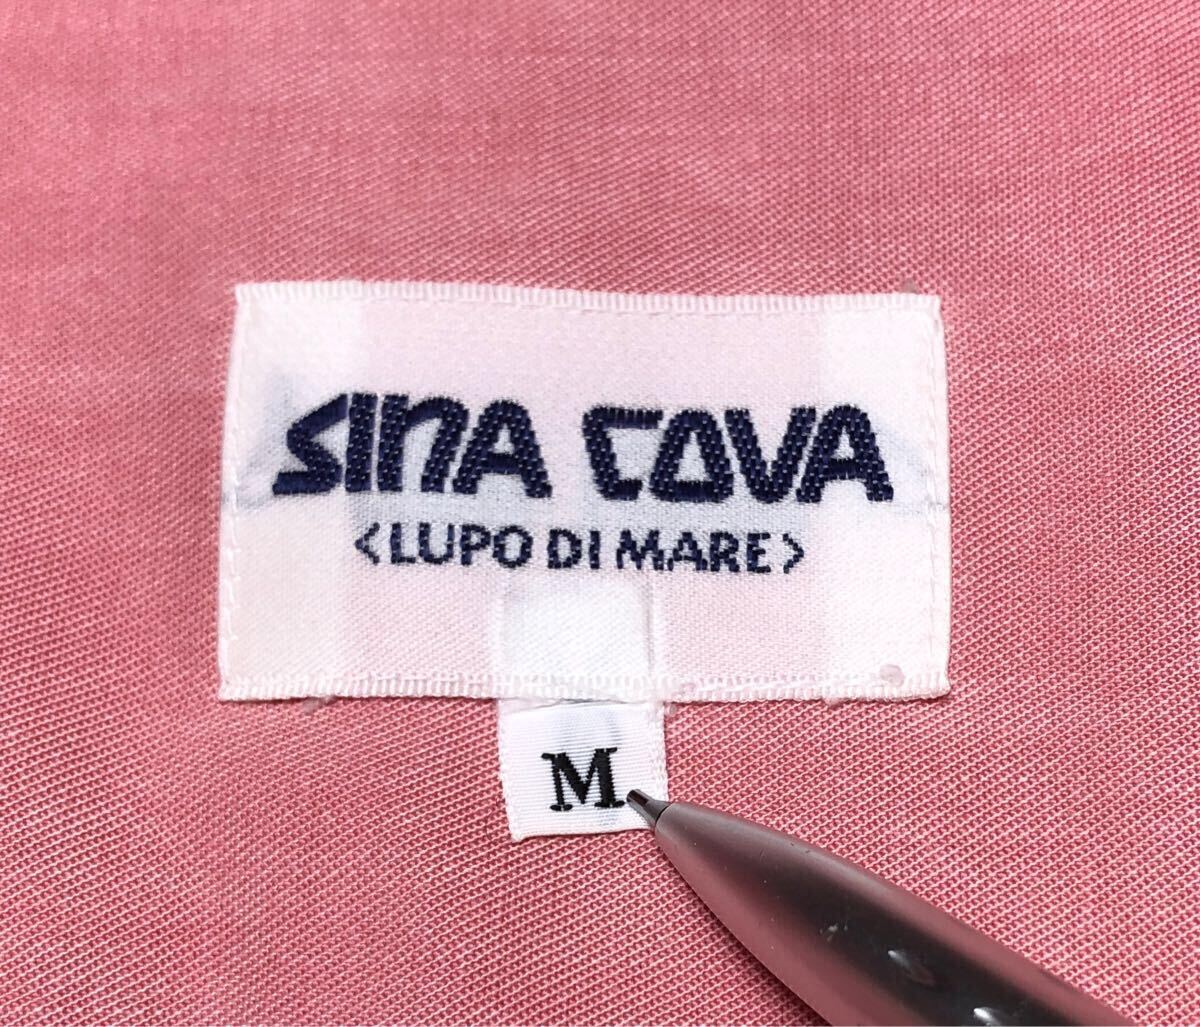 SINA COVA
<LUPO DI MARE>
M